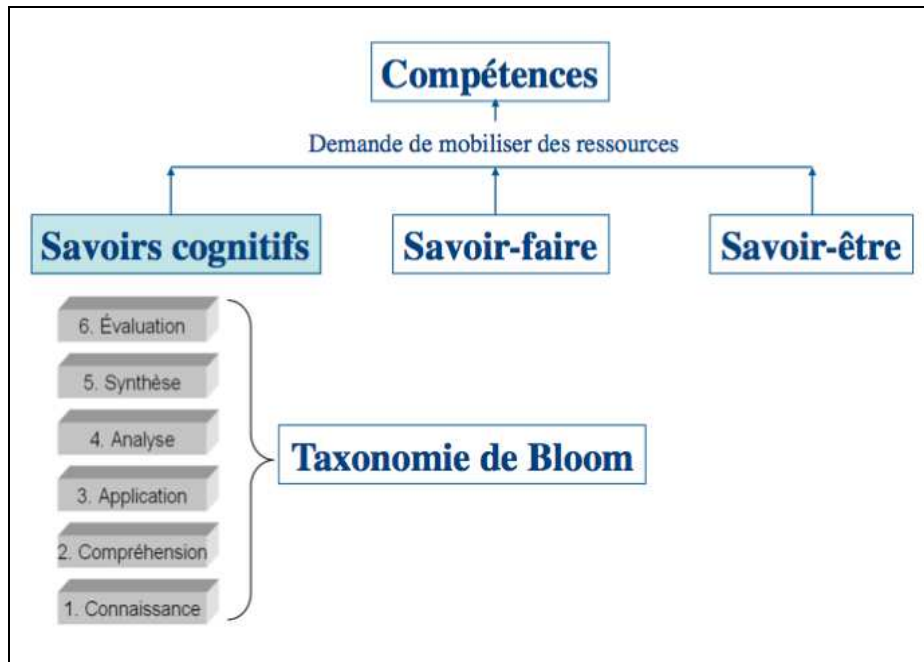 Compétences
Demande de mobiliser des ressources
Savoirs cognitifs
Savoir-faire
Savoir-être
6. Évaluation
5. Synthèse
4. Analyse
3. Application
2. Compréhension
1. Connaissance
Taxonomie de Bloom